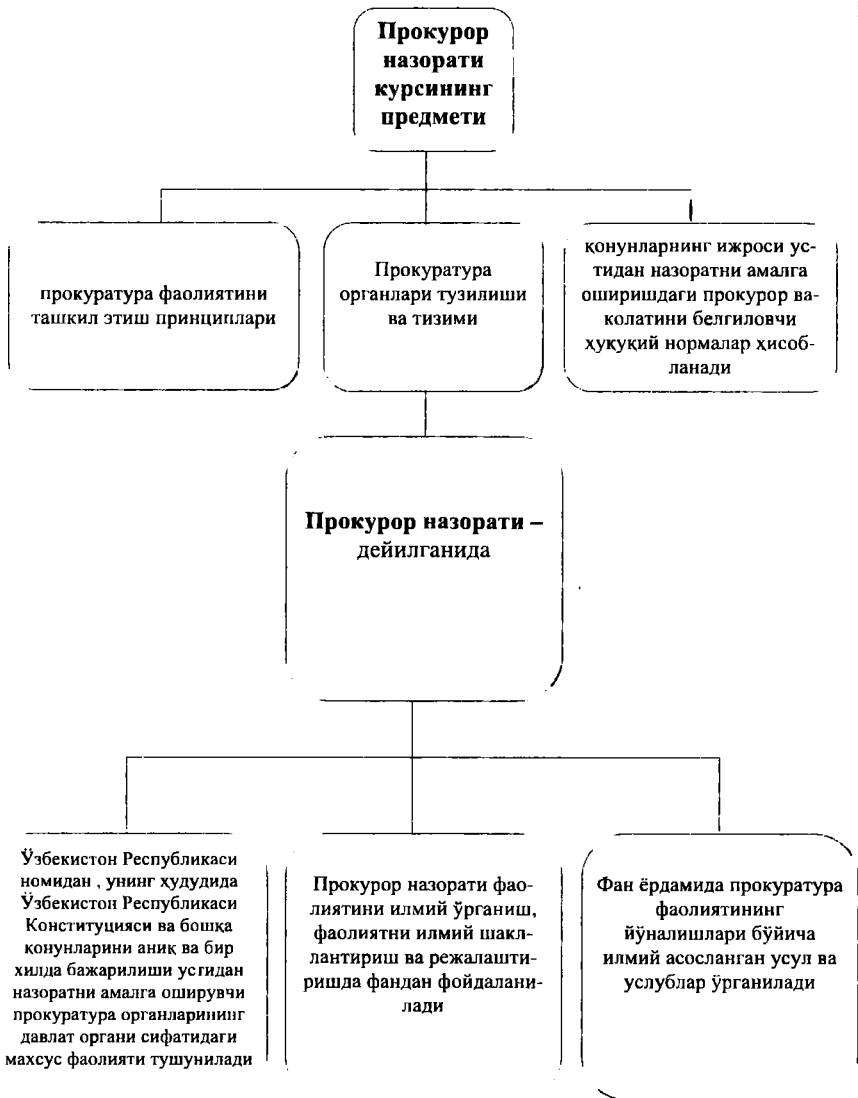 Прокурор
назорати
курсининг
предмети
прокуратура фаолиятини
ташкил этиш принциплари
Прокуратура
органлари тузилиши
ва тизими
қонунларнинг ижроси ус-
тидан назоратни амалга
оширишдаги прокурор ва-
колатини белгиловчи
ҳуқуқий нормалар ҳисоб-
ланади
Прокурор назорати –
дейилганида
Ўзбекистон Республикаси
номидан , унинг ҳудудида
Ўзбекистон Республикаси
Конституцияси ва бошқа
қонунларини аниқ ва бир
хилда бажарилиши устидан
назоратни амалга оширувчи
прокуратура органларининг
давлат органи сифатидаги
махсус фаолияти тушунилади
Прокурор назорати фао-
лиятини илмий ўрганиш,
фаолиятни илмий шакл-
лантириш ва режалашти-
ришда фандан фойдалани-
лади
Фан ёрдамида прокуратура
фаолиятининг
йўналишлари бўйича
илмий асосланган усул ва
услублар ўрганилади